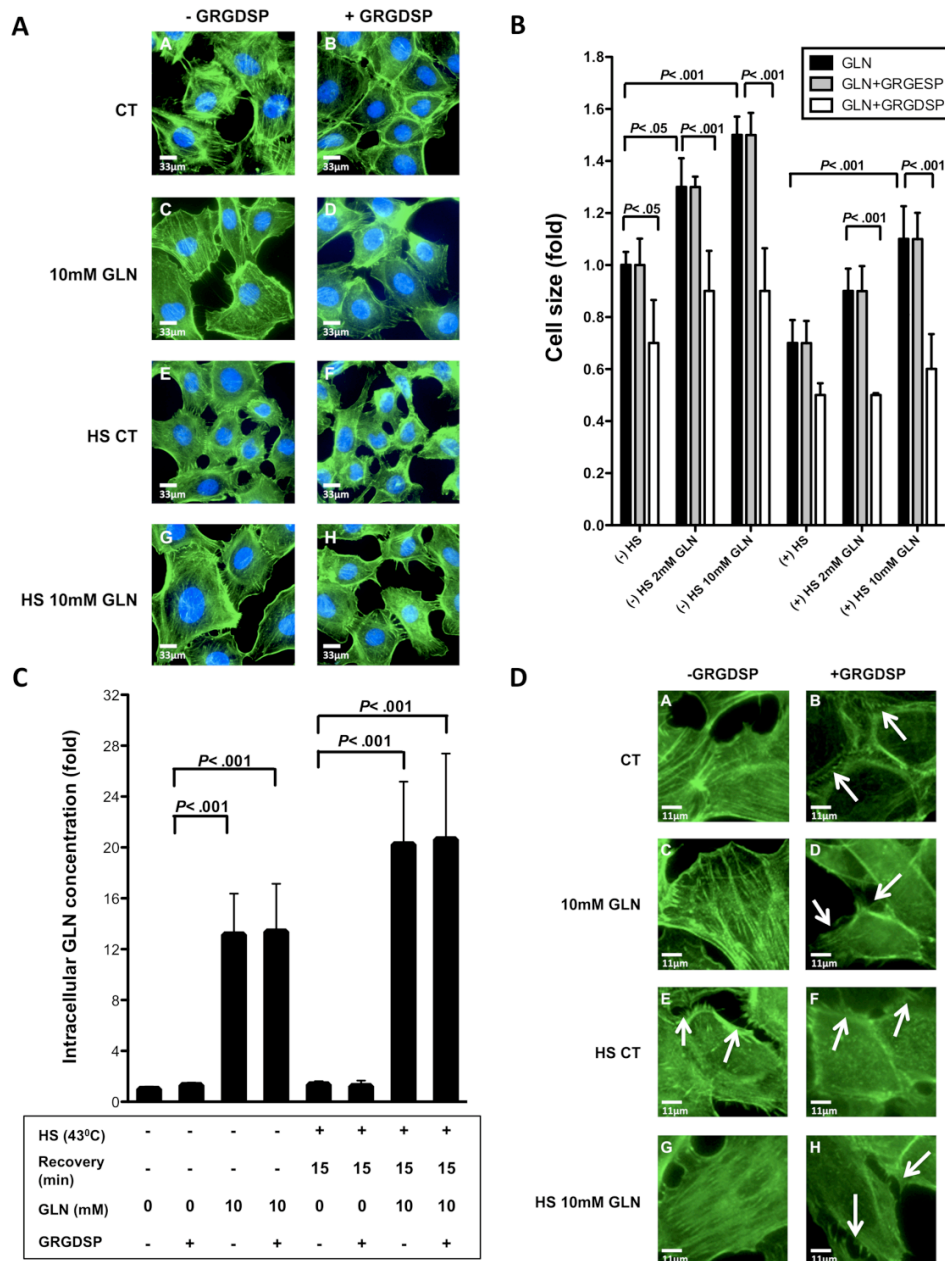 A
- GRGDSP + GRGDSP
CT
A
33µm
B
33µm
10mM GLN
C
33µm
D
33µm
HS CT
E
33µm
F
33µm
HS 10mM GLN
G
33µm
H
33µm
B
GLN
GLN+GRGESP
GLN+GRGDSP
P< .001
P< .001
P< .05
P< .001
P< .001
P< .001
P< .05
P< .001
Cell size (fold)
2.0
1.8
1.6
1.4
1.2
1.0
0.8
0.6
0.4
0.2
0.0
(-) HS
(-) HS 2mM GLN
(-) HS 10mM GLN
(+) HS
(+) HS 2mM GLN
(+) HS 10mM GLN
C
Intracellular GLN concentration (fold)
32
28
24
20
16
12
8
4
0
P< .001
P< .001
P< .001
P< .001
HS (43⁰C) - - - - + + + +
Recovery
(min) - - - - 15 15 15 15
GLN (mM) 0 0 10 10 0 0 10 10
GRGDSP - + - + - + - +
D
-GRGDSP +GRGDSP
CT
A
11µm
B
11µm
10mM GLN
C
11µm
D
11µm
HS CT
E
11µm
F
11µm
HS 10mM GLN
G
11µm
H
11µm